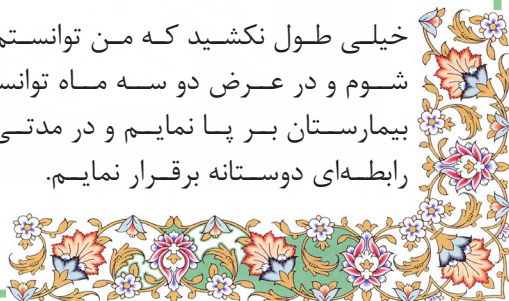 خیلی طول نکشید که من توانستم
شوم و در عرض دو سه ماه
بیمارستان بر پا نمایم و در مدتی
رابطه‌ای دوستانه برقرار نمایم.